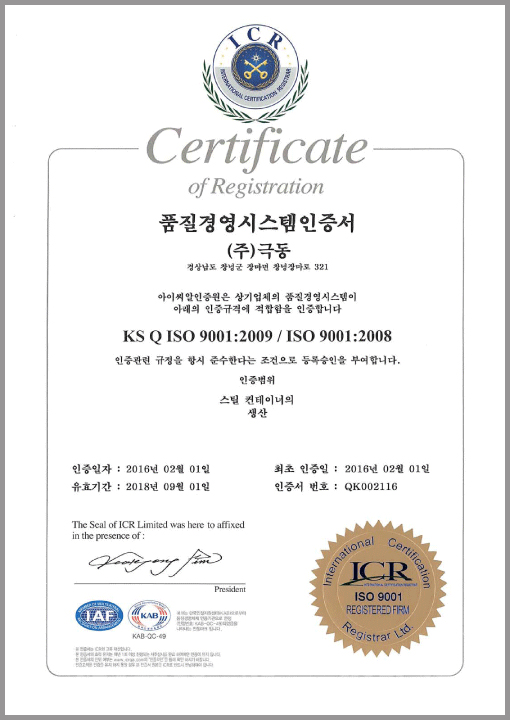 ICR
INTERNATIONAL CERTIFICATION REGISTRAR
Certificate
of Registration
품질경영시스템인증서
(주)극동
경상남도 창녕군 장마면 창녕장마로 321
아이씨알인증원은 상기업체의 품질경영시스템이
아래의 인증규격에 적합함을 인증합니다
KS Q ISO 9001:2009 / ISO 9001:2008
인증관련 규정을 항시 준수한다는 조건으로 등록승인을 부여합니다.
인증범위
스틸 컨테이너의
생산
인증일자 : 2016년 02월 01일
최초 인증일 : 2016년 02월 01일
유효기간 : 2018년 09월 01일
인증서 번호 : QK002116
The Seal of ICR Limited was here to affixed
in the presence of :
President
IAF
KAB
KAB-QC-49
International Certification
ICR
ISO 9001
REGISTERED FIRM
Registrar Ltd.